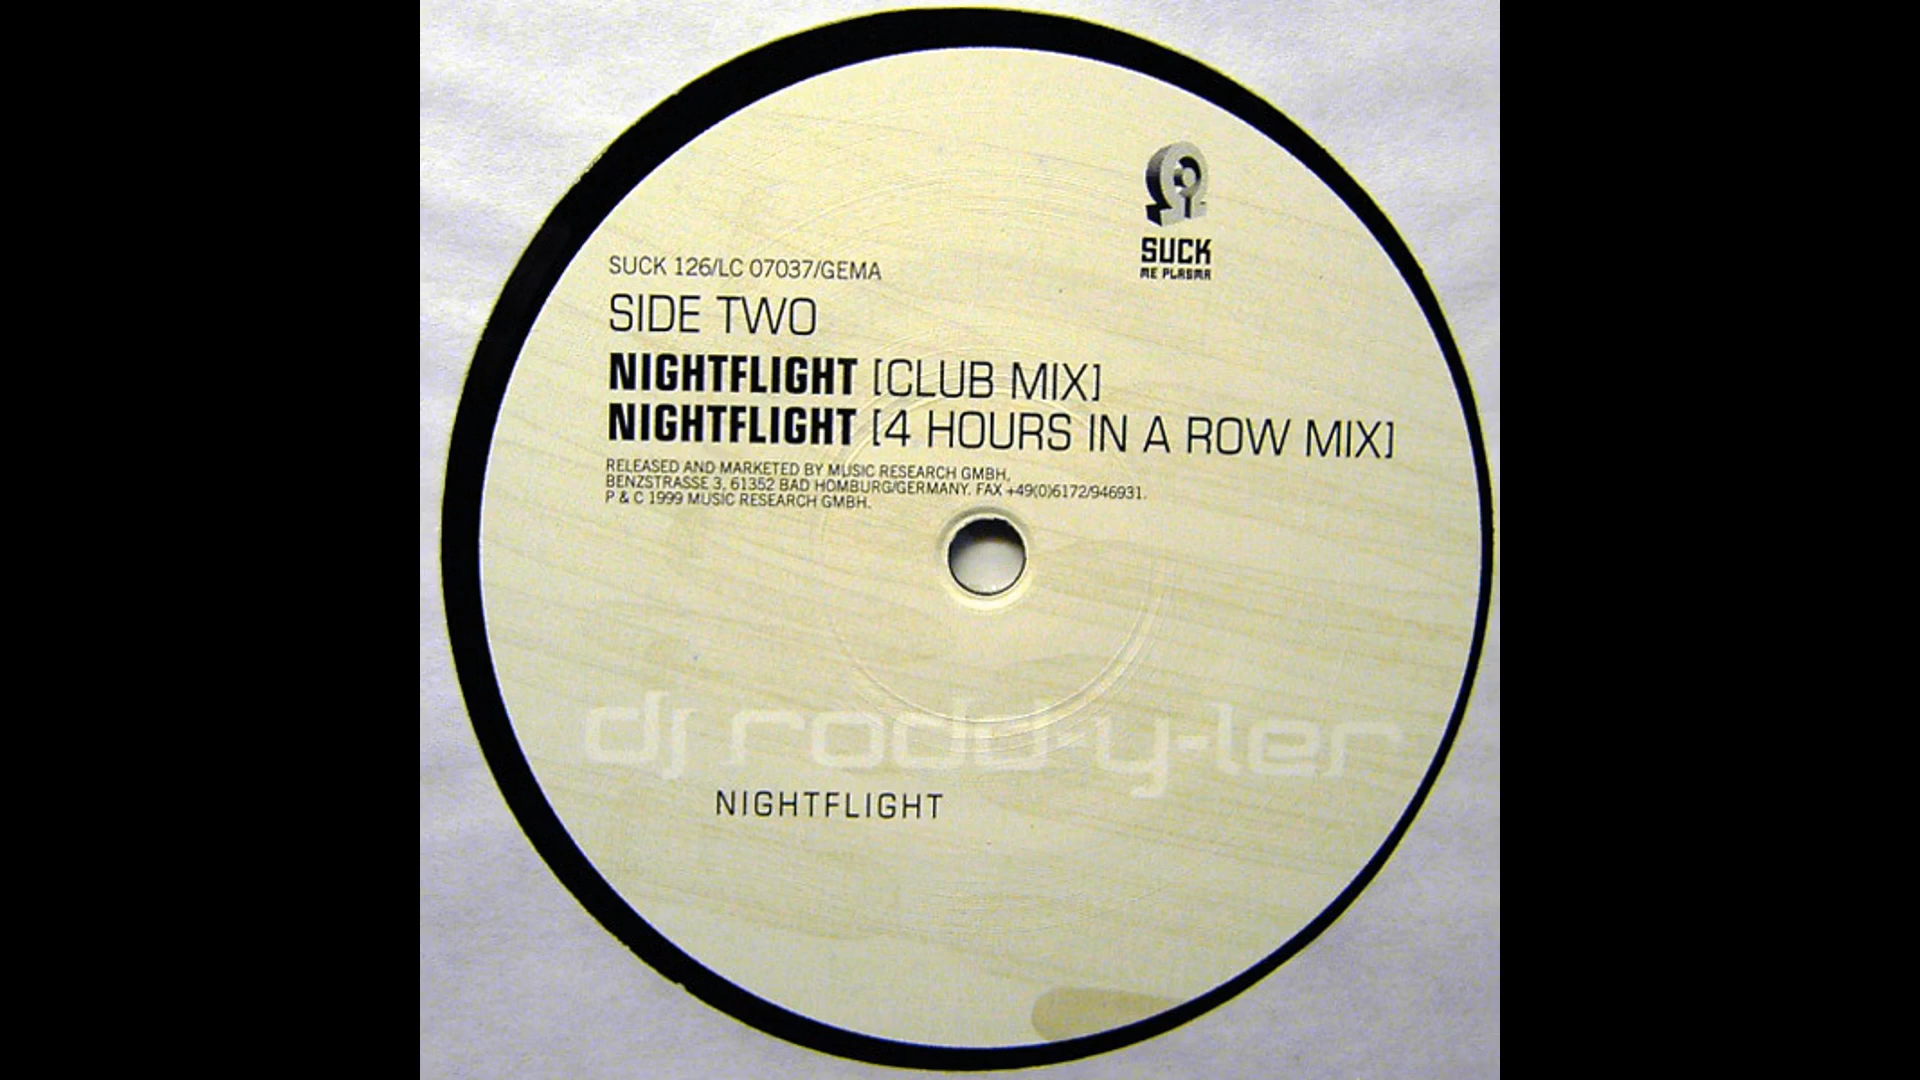 SUCK
ME PLASMA
SUCK 126/LC 07037/GEMA
SIDE TWO
NIGHTFLIGHT [CLUB MIX]
NIGHTFLIGHT [4 HOURS IN A ROW MIX]
RELEASED AND MARKETED BY MUSIC RESEARCH GMBH,
BENZSTRASSE 3, 61352 BAD HOMBURG/GERMANY. FAX +49(0)6172/946931.
P & C 1999 MUSIC RESEARCH GMBH.
dj rodd-y-ler
NIGHTFLIGHT